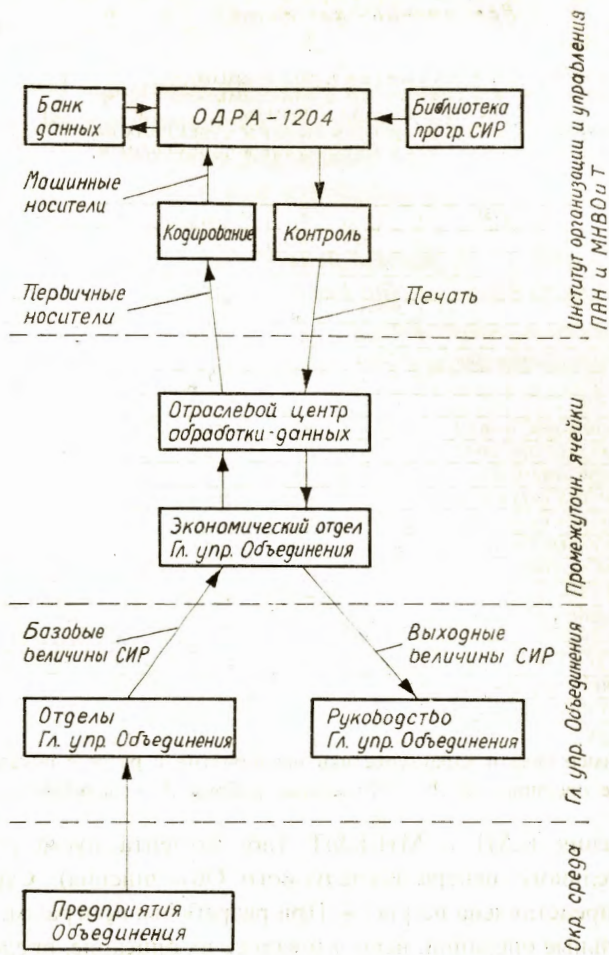 Банк
данных
ОДРА-1204
Библиотека
прогр. СИР
Машинные
носители
Кодирование
Контроль
Первичные
носители
Печать
Институт организации и управления
ПАН и МНВОиТ
Отраслевой центр
обработки данных
Экономический отдел
Гл. упр. Объединения
Промежуточн. ячейки
Базовые
величины СИР
Выходные
величины СИР
Отделы
Гл. упр. Объединения
Руководство
Гл. упр. Объединения
Гл. упр. Объединения
Предприятия
Объединения
Окр. среда